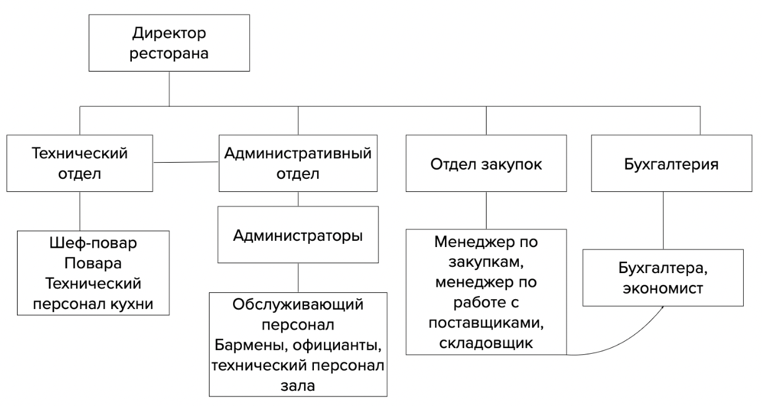 Директор
ресторана
Технический
отдел
Административный
отдел
Отдел закупок
Бухгалтерия
Шеф-повар
Повара
Технический
персонал кухни
Администраторы
Обслуживающий
персонал
Бармены, официанты,
технический персонал
зала
Менеджер по
закупкам,
менеджер по
работе с
поставщиками,
складовщик
Бухгалтера,
экономист